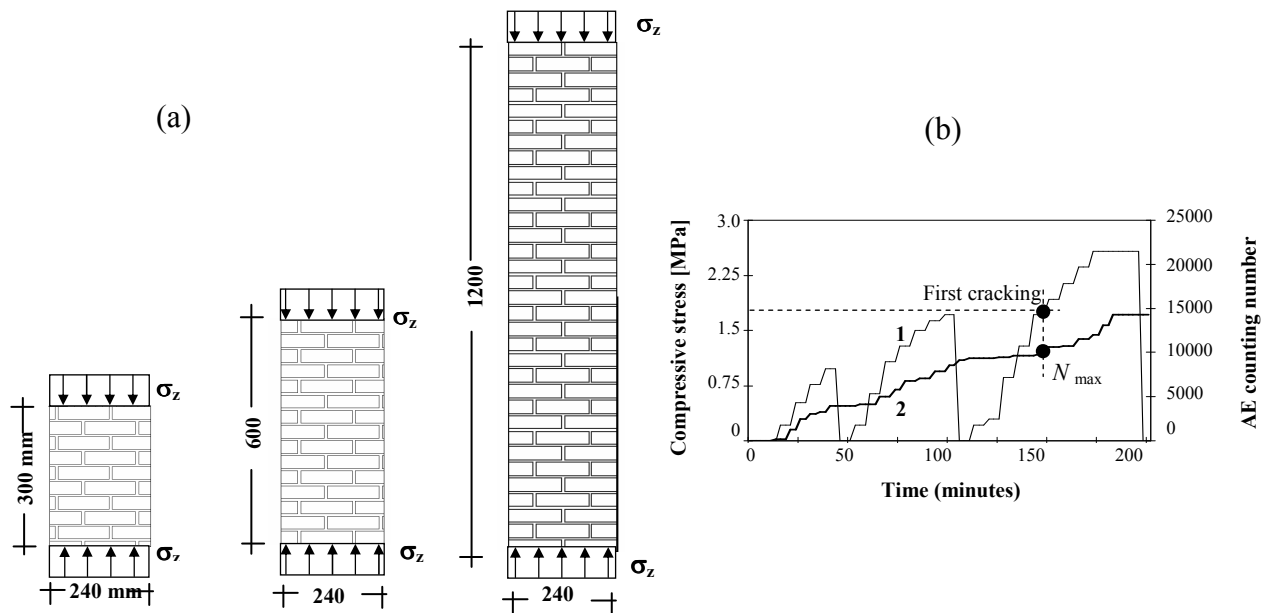 (a)
σz
300 mm
σz
240 mm
σz
600
σz
240
σz
1200
σz
240
(b)
Compressive stress [MPa]
3.0
2.25
1.5
0.75
0
25000
20000
15000
10000
5000
0
AE counting number
First cracking
1
2
N max
0
50
100
150
200
Time (minutes)